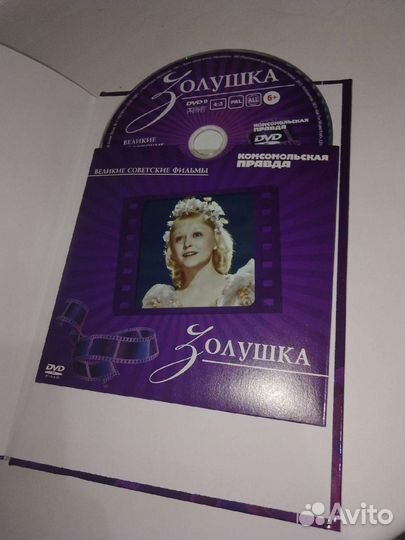 Золушка
DVD 9
4:3
PAL
ALL
6+
ВЕЛИКИЕ
КОМСОМОЛЬСКАЯ
ПРАВДА
DVD
ВЕЛИКИЕ СОВЕТСКИЕ ФИЛЬМЫ
КОМСОМОЛЬСКАЯ
ПРАВДА
Золушка
DVD
Avito